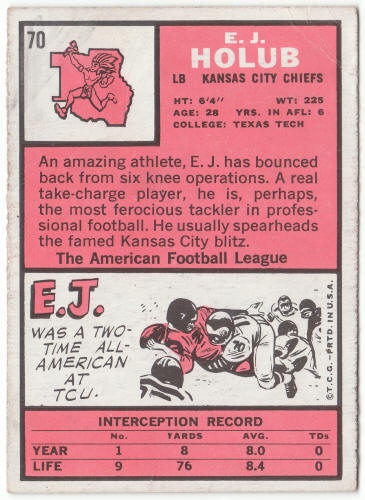 70
E. J.
HOLUB
LB KANSAS CITY CHIEFS
HT: 6'4" WT: 225
AGE: 28 YRS. IN AFL: 6
COLLEGE: TEXAS TECH
An amazing athlete, E. J. has bounced
back from six knee operations. A real
take-charge player, he is, perhaps,
the most ferocious tackler in profes-
sional football. He usually spearheads
the famed Kansas City blitz.
The American Football League
E.J.
WAS A TWO-
TIME ALL-
AMERICAN
AT
TCU.
70
© T.C.G.–PRTD. IN U.S.A.
INTERCEPTION RECORD
No. YARDS AVG. TDs
YEAR 1 8 8.0 0
LIFE 9 76 8.4 0